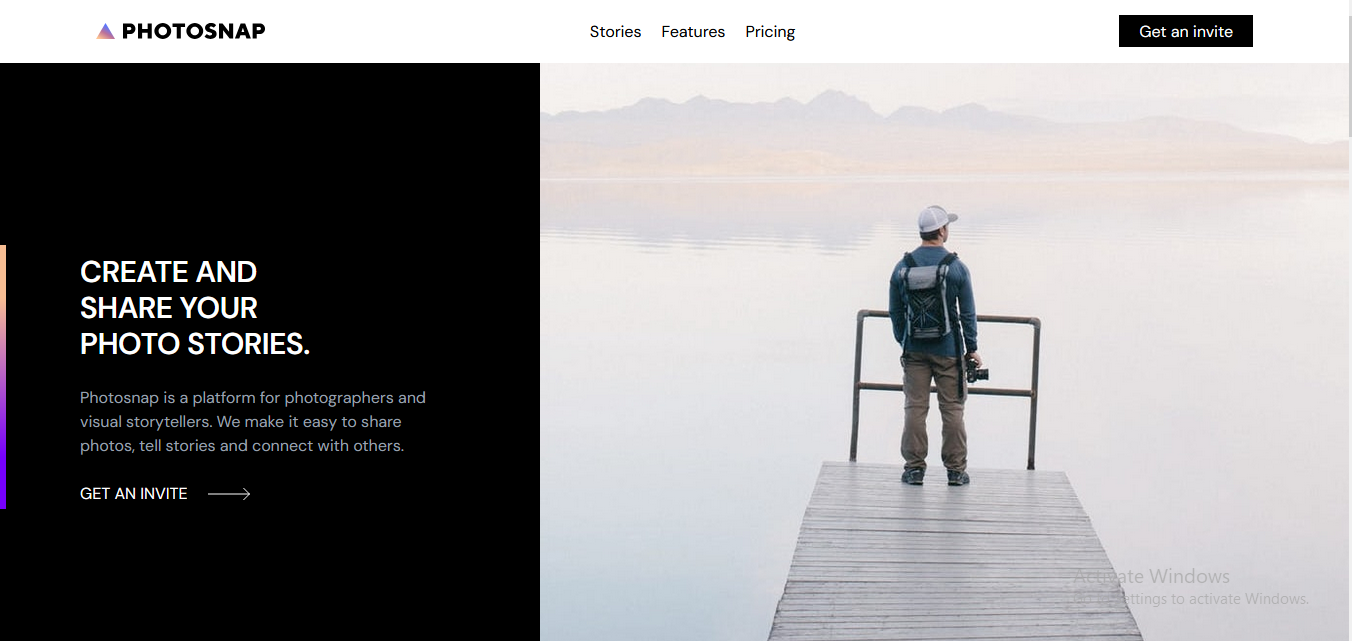 PHOTOSNAP
Stories
Features
Pricing
Get an invite
CREATE AND
SHARE YOUR
PHOTO STORIES.
Photosnap is a platform for photographers and
visual storytellers. We make it easy to share
photos, tell stories and connect with others.
GET AN INVITE
Activate Windows
Go to Settings to activate Windows.